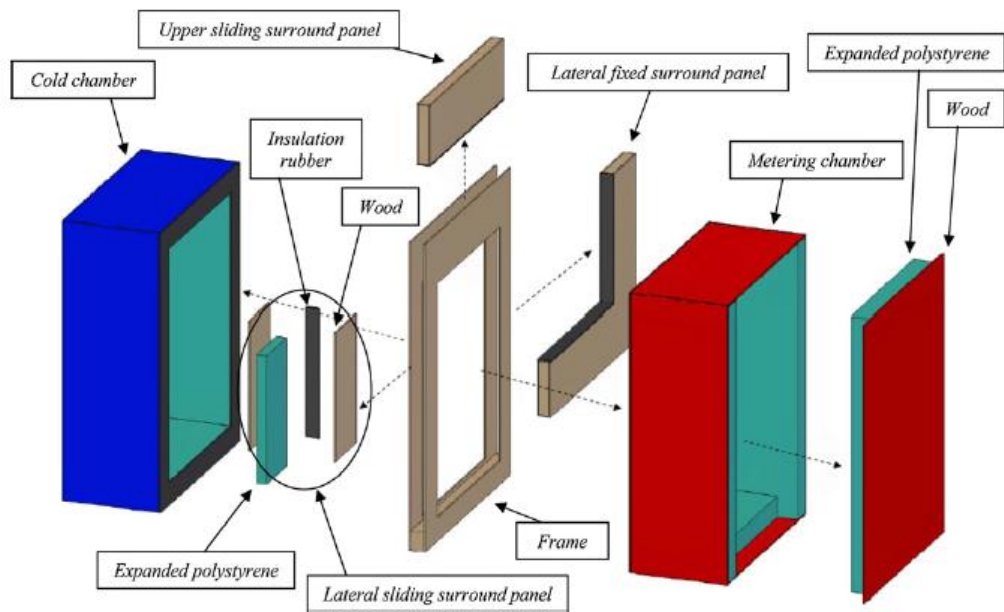 Upper sliding surround panel
Cold chamber
Lateral fixed surround panel
Expanded polystyrene
Wood
Insulation
rubber
Metering chamber
Wood
Frame
Expanded polystyrene
Lateral sliding surround panel